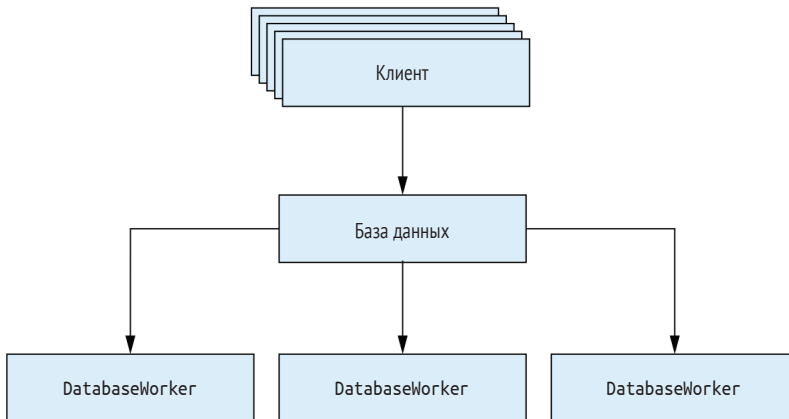 Клиент
База данных
DatabaseWorker
DatabaseWorker
DatabaseWorker